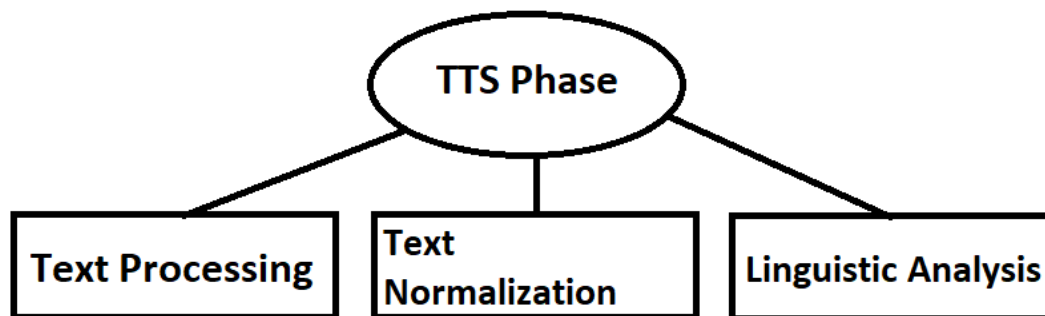 TTS Phase
Text Processing
Text
Normalization
Linguistic Analysis